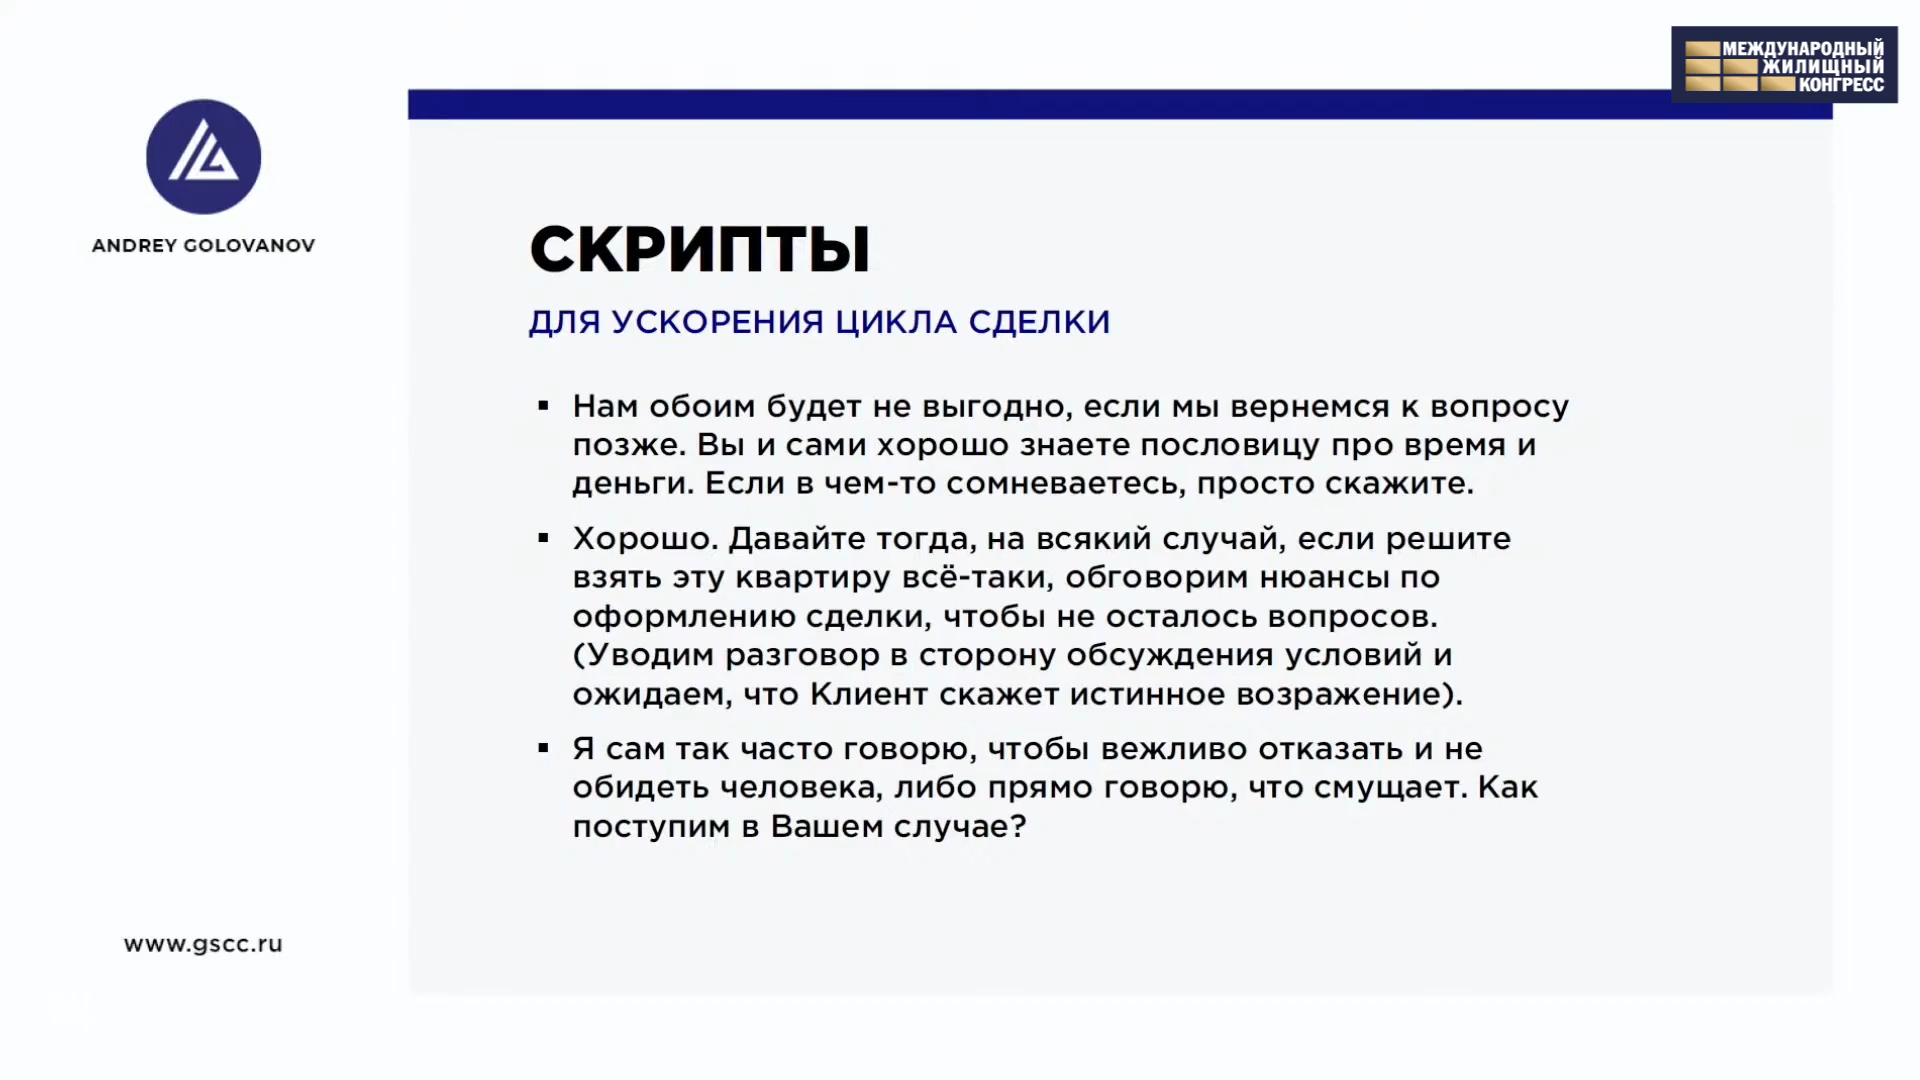 МЕЖДУНАРОДНЫЙ
ЖИЛИЩНЫЙ
КОНГРЕСС
ANDREY GOLOVANOV
СКРИПТЫ
ДЛЯ УСКОРЕНИЯ ЦИКЛА СДЕЛКИ
▪ Нам обоим будет не выгодно, если мы вернемся к вопросу
позже. Вы и сами хорошо знаете пословицу про время и
деньги. Если в чем-то сомневаетесь, просто скажите.
▪ Хорошо. Давайте тогда, на всякий случай, если решите
взять эту квартиру всё-таки, обговорим нюансы по
оформлению сделки, чтобы не осталось вопросов.
(Уводим разговор в сторону обсуждения условий и
ожидаем, что Клиент скажет истинное возражение).
▪ Я сам так часто говорю, чтобы вежливо отказать и не
обидеть человека, либо прямо говорю, что смущает. Как
поступим в Вашем случае?
www.gscc.ru